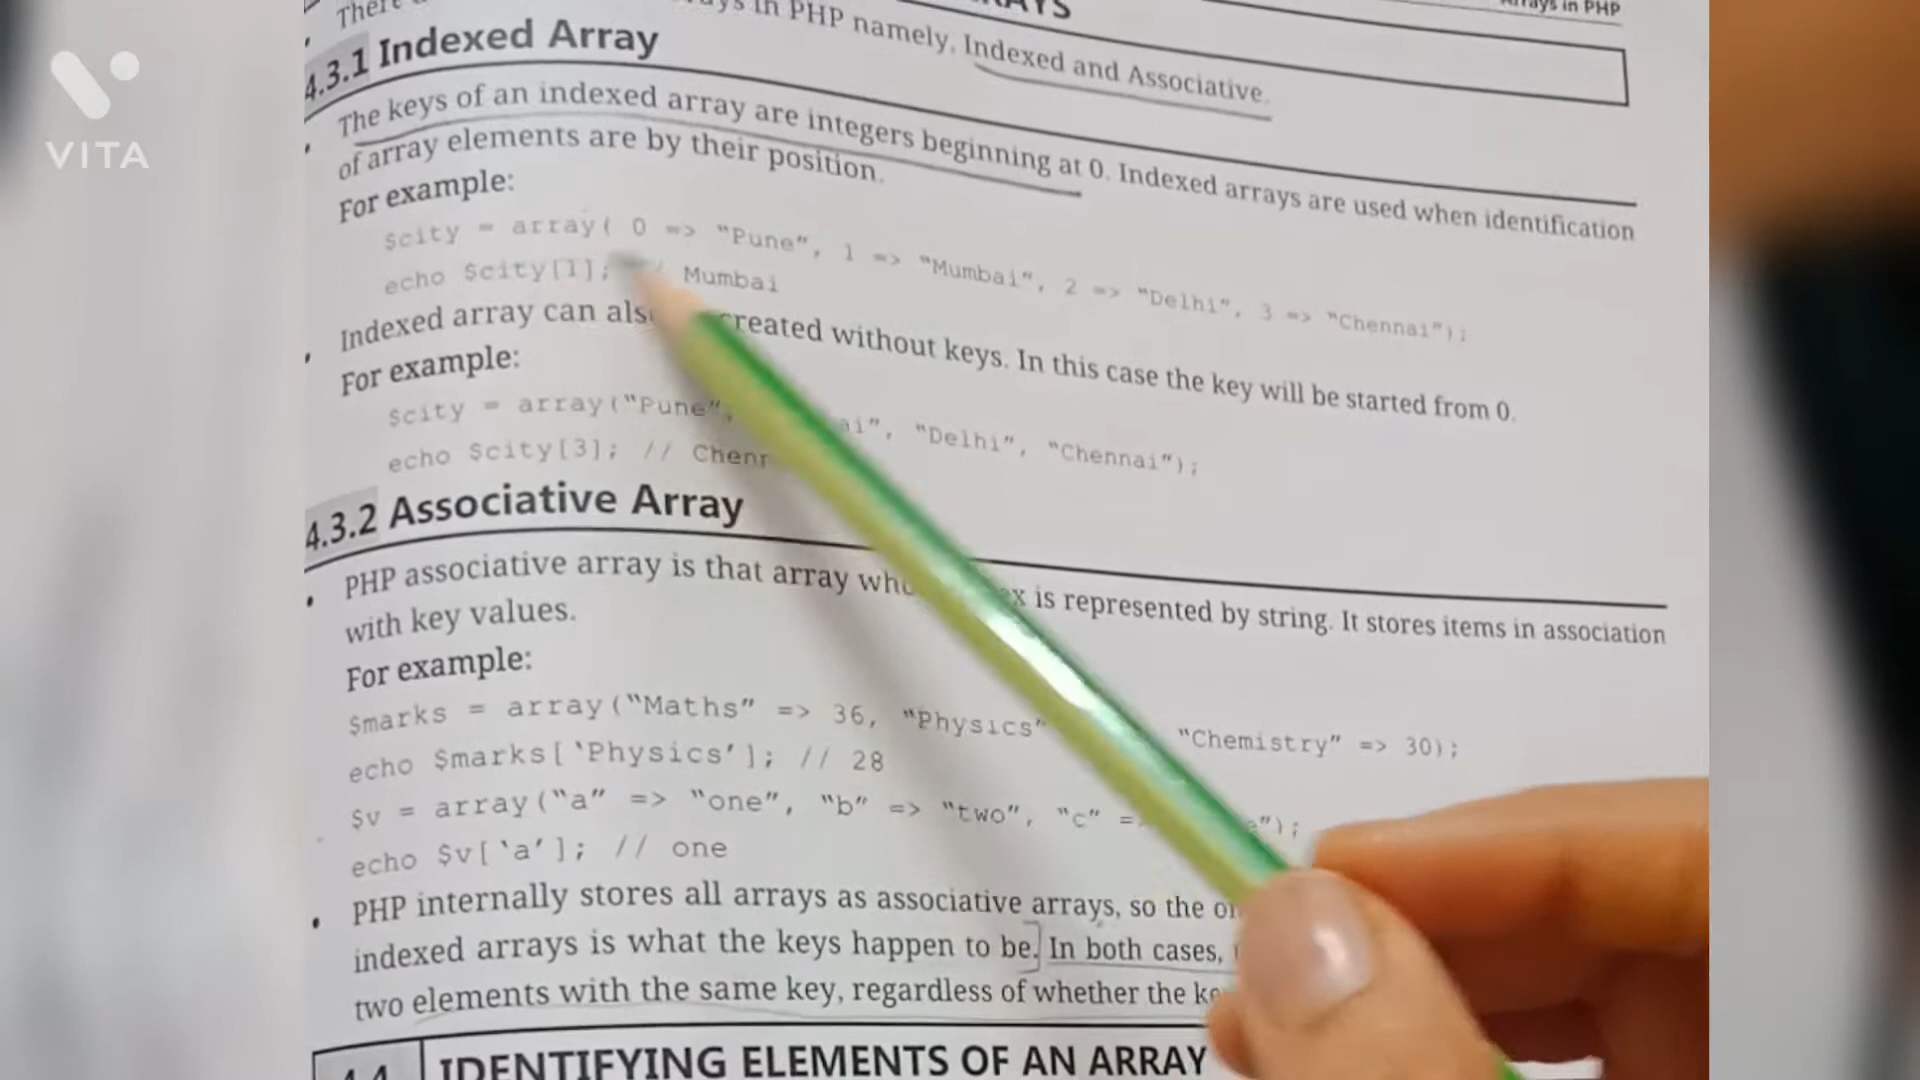 VITA
Arrays in PHP
in PHP namely, Indexed and Associative.
4.3.1 Indexed Array
The keys of an indexed array are integers beginning at 0. Indexed arrays are used when identification
of array elements are by their position.
For example:
$city = array( 0 => "Pune", 1 => "Mumbai", 2 => "Delhi", 3 => "Chennai");
echo $city[1]; Mumbai
Indexed array can also created without keys. In this case the key will be started from 0.
For example:
$city = array("Pune", "Delhi", "Chennai");
echo $city[3]; //
4.3.2 Associative Array
PHP associative array is that array is represented by string. It stores items in association
with key values.
For example:
$marks = array("Maths" => 36, "Physics" "Chemistry" => 30);
echo $marks['Physics']; // 28
$v = array("a" => "one", "b" => "two", "c" );
echo $v['a']; // one
PHP internally stores all arrays as associative arrays, so the
indexed arrays is what the keys happen to be. In both cases,
two elements with the same key, regardless of whether the
4.4 IDENTIFYING ELEMENTS OF AN ARRAY